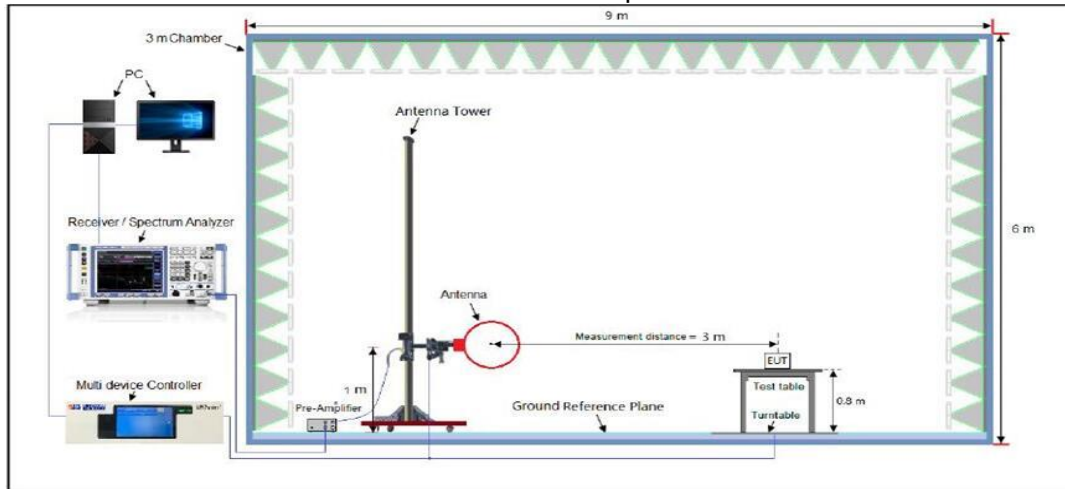 9 m
3 m Chamber
PC
Antenna Tower
Receiver / Spectrum Analyzer
6 m
Antenna
Measurement distance = 3 m
EUT
Multi device Controller
1 m
Test table
0.8 m
Pre-Amplifier
Ground Reference Plane
Turntable